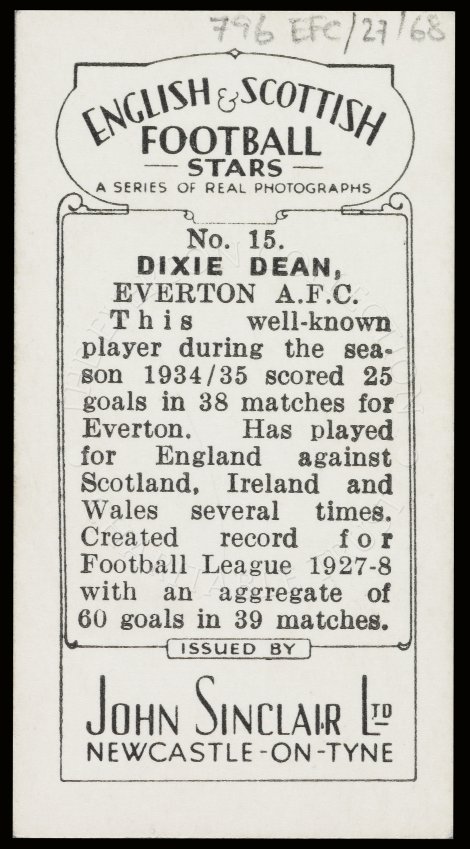 796 EFC/27/68
ENGLISH & SCOTTISH
FOOTBALL
STARS
A SERIES OF REAL PHOTOGRAPHS
No. 15.
DIXIE DEAN,
EVERTON A.F.C.
This well-known
player during the sea-
son 1934/35 scored 25
goals in 38 matches for
Everton. Has played
for England against
Scotland, Ireland and
Wales several times.
Created record for
Football League 1927-8
with an aggregate of
60 goals in 39 matches.
ISSUED BY
JOHN SINCLAIR LTD
NEWCASTLE-ON-TYNE